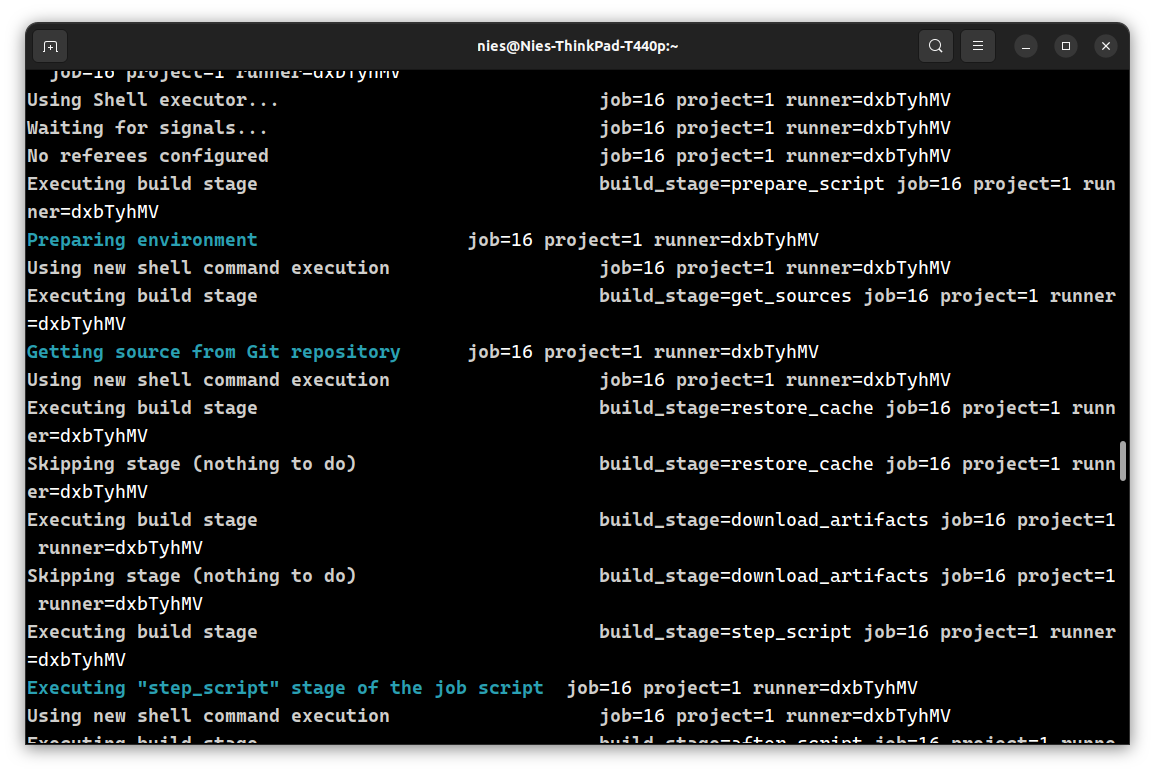 nies@Nies-ThinkPad-T440p:~
job=16 project=1 runner=dxbTyhMV
Using Shell executor... job=16 project=1 runner=dxbTyhMV
Waiting for signals... job=16 project=1 runner=dxbTyhMV
No referees configured job=16 project=1 runner=dxbTyhMV
Executing build stage build_stage=prepare_script job=16 project=1 run
ner=dxbTyhMV
Preparing environment job=16 project=1 runner=dxbTyhMV
Using new shell command execution job=16 project=1 runner=dxbTyhMV
Executing build stage build_stage=get_sources job=16 project=1 runner
=dxbTyhMV
Getting source from Git repository job=16 project=1 runner=dxbTyhMV
Using new shell command execution job=16 project=1 runner=dxbTyhMV
Executing build stage build_stage=restore_cache job=16 project=1 runn
er=dxbTyhMV
Skipping stage (nothing to do) build_stage=restore_cache job=16 project=1 runn
er=dxbTyhMV
Executing build stage build_stage=download_artifacts job=16 project=1
runner=dxbTyhMV
Skipping stage (nothing to do) build_stage=download_artifacts job=16 project=1
runner=dxbTyhMV
Executing build stage build_stage=step_script job=16 project=1 runner
=dxbTyhMV
Executing "step_script" stage of the job script job=16 project=1 runner=dxbTyhMV
Using new shell command execution job=16 project=1 runner=dxbTyhMV
Executing build stage build_stage=after_script job=16 project=1 runne